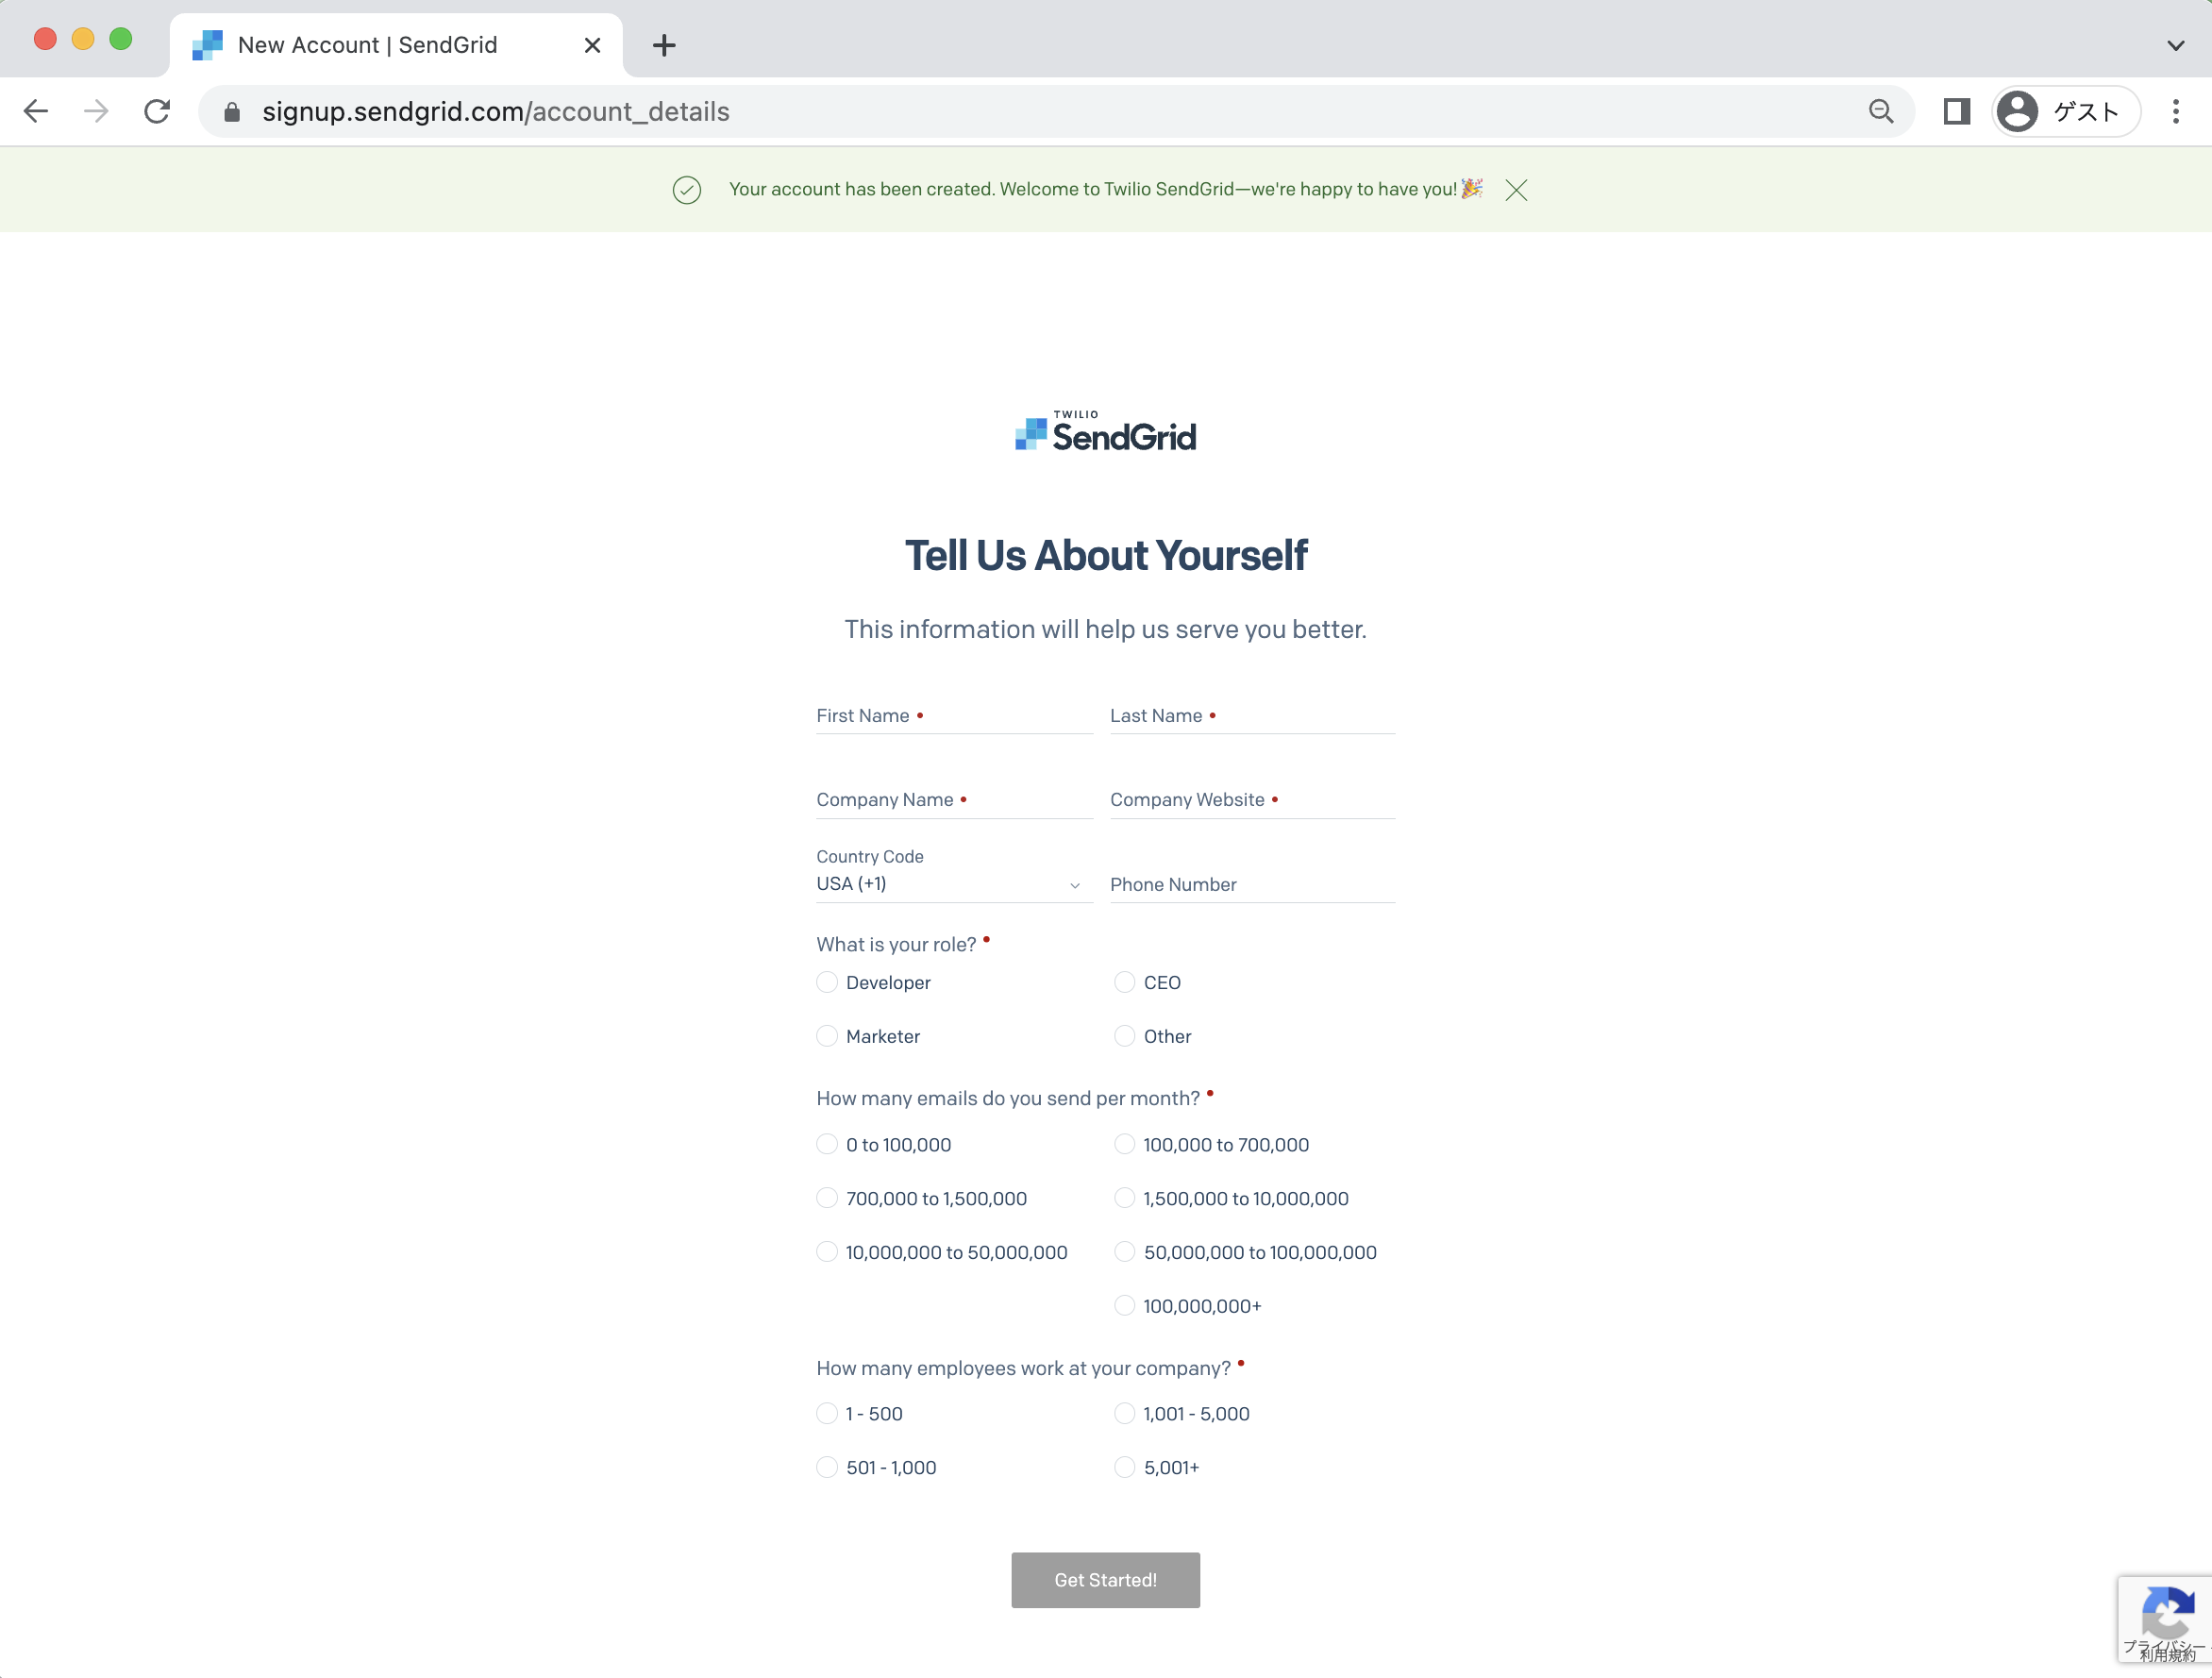 New Account | SendGrid
signup.sendgrid.com/account_details
ゲスト
Your account has been created. Welcome to Twilio SendGrid—we're happy to have you!🎉
TWILIO
SendGrid
Tell Us About Yourself
This information will help us serve you better.
First Name •
Last Name •
Company Name •
Company Website •
Country Code
USA (+1)
Phone Number
What is your role? •
Developer
CEO
Marketer
Other
How many emails do you send per month? •
0 to 100,000
100,000 to 700,000
700,000 to 1,500,000
1,500,000 to 10,000,000
10,000,000 to 50,000,000
50,000,000 to 100,000,000
100,000,000+
How many employees work at your company? •
1 - 500
1,001 - 5,000
501 - 1,000
5,001+
Get Started!
プライバシー
利用規約